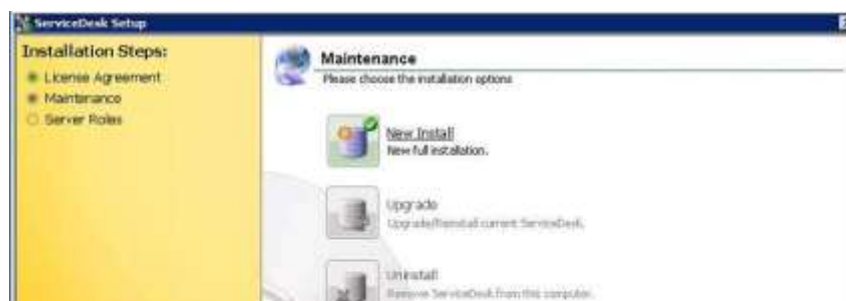 ServiceDesk Setup
Installation Steps:
License Agreement
Maintenance
Server Roles
Maintenance
Please choose the installation options
New Install
New full installation.
Upgrade
Upgrade/Reinstall current ServiceDesk.
Uninstall
Remove ServiceDesk from this computer.